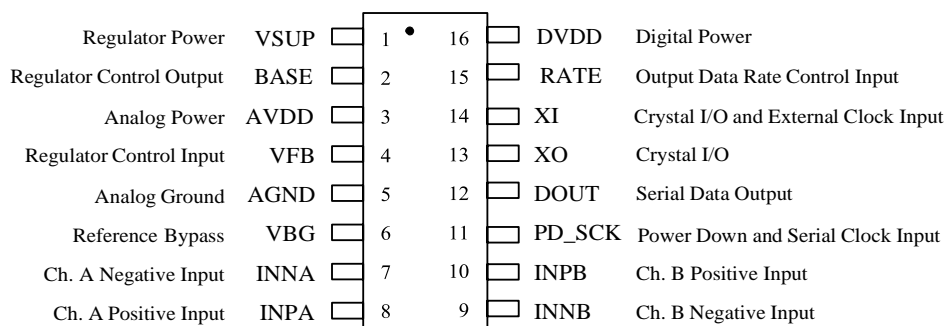 Regulator Power VSUP 1 16 DVDD Digital Power
Regulator Control Output BASE 2 15 RATE Output Data Rate Control Input
Analog Power AVDD 3 14 XI Crystal I/O and External Clock Input
Regulator Control Input VFB 4 13 XO Crystal I/O
Analog Ground AGND 5 12 DOUT Serial Data Output
Reference Bypass VBG 6 11 PD_SCK Power Down and Serial Clock Input
Ch. A Negative Input INNA 7 10 INPB Ch. B Positive Input
Ch. A Positive Input INPA 8 9 INNB Ch. B Negative Input